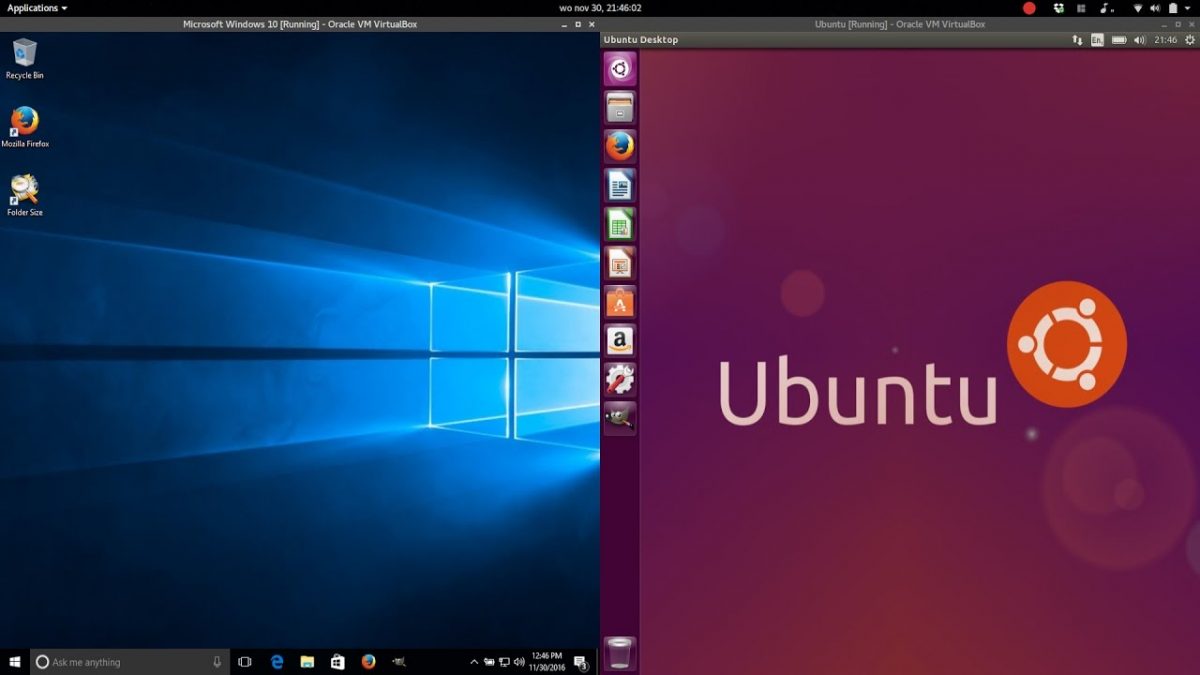 Applications
wo nov 30, 21:46:02
Microsoft Windows 10 [Running] - Oracle VM VirtualBox
Ubuntu [Running] - Oracle VM VirtualBox
Ubuntu Desktop
En
21:46
Recycle Bin
Mozilla Firefox
Folder Size
a
Ubuntu
Ask me anything
12:46 PM
11/30/2016
3